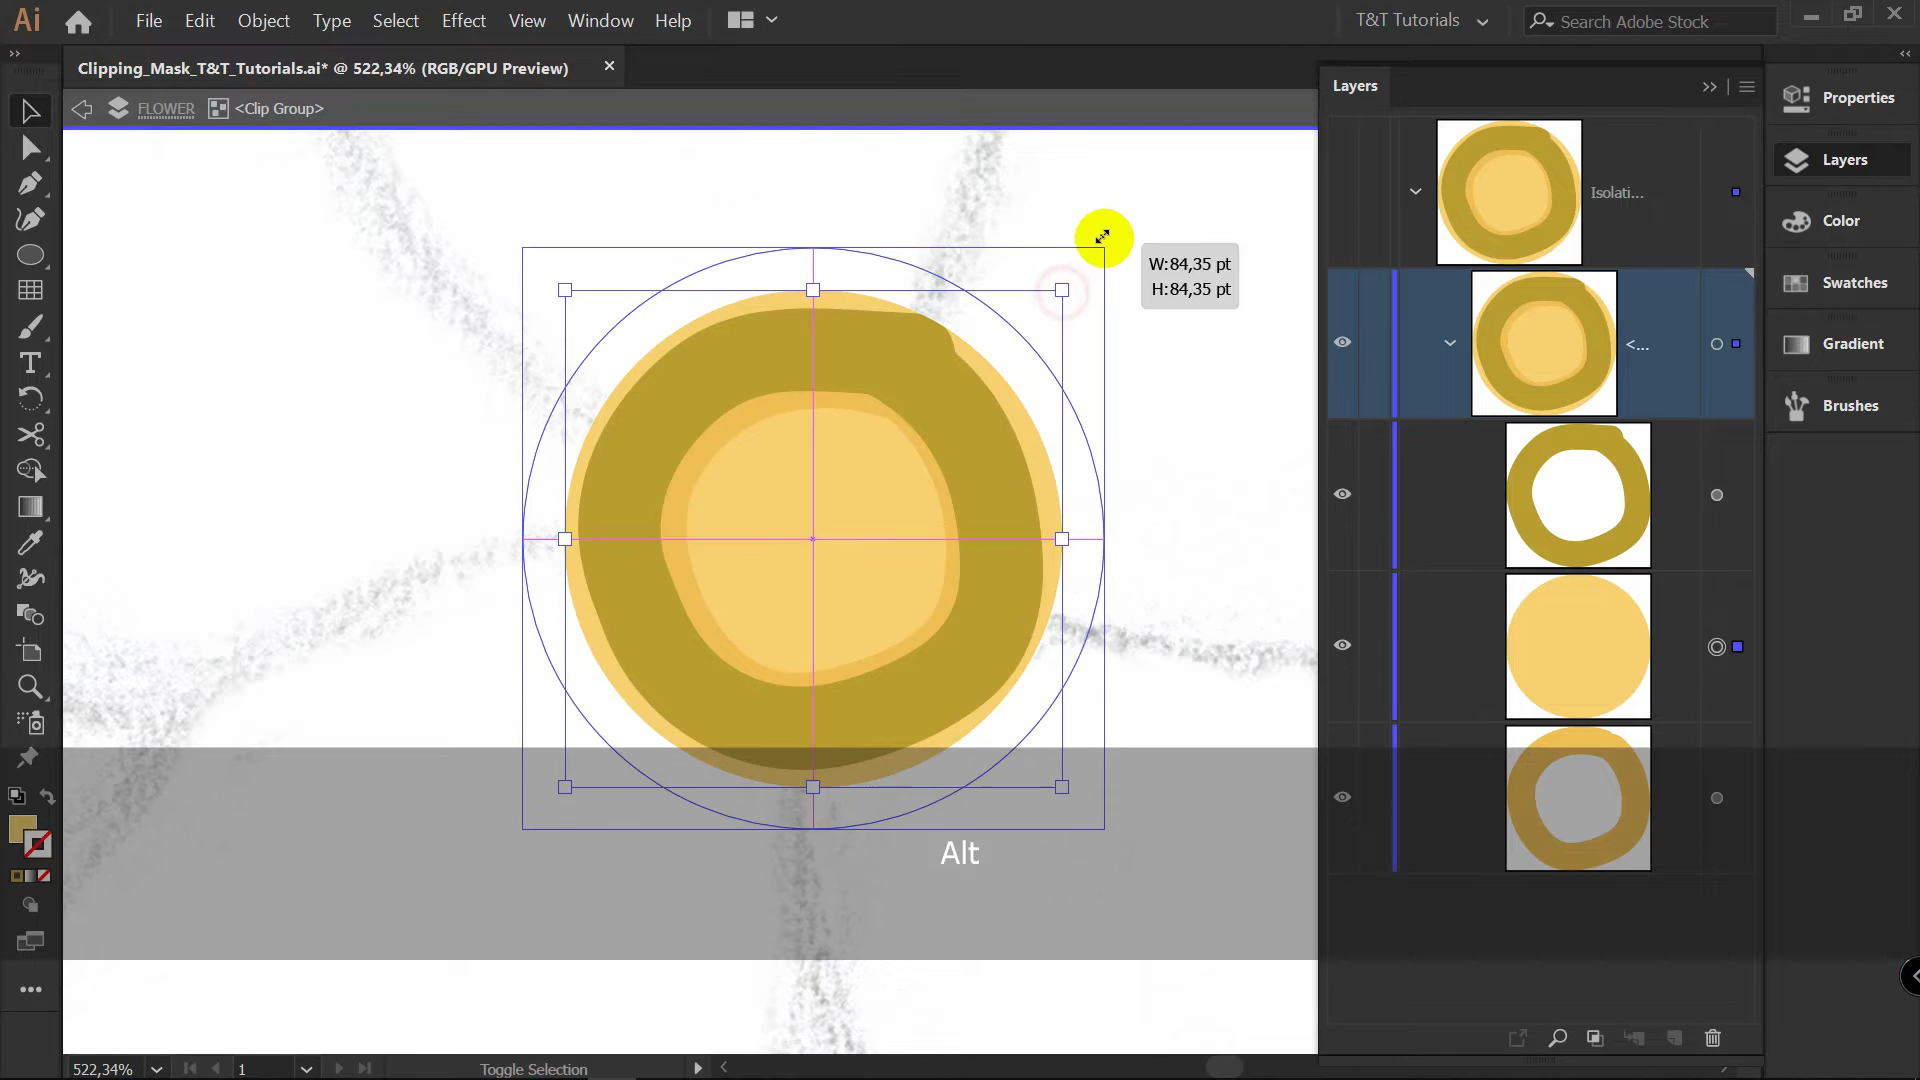 Ai File Edit Object Type Select Effect View Window Help T&T Tutorials Search Adobe Stock
Clipping_Mask_T&T_Tutorials.ai* @ 522,34% (RGB/GPU Preview)
FLOWER <Clip Group>
Layers
Isolati...
<...
Properties
Layers
Color
Swatches
Gradient
Brushes
W:84,35 pt
H:84,35 pt
Alt
522,34% 1 Toggle Selection